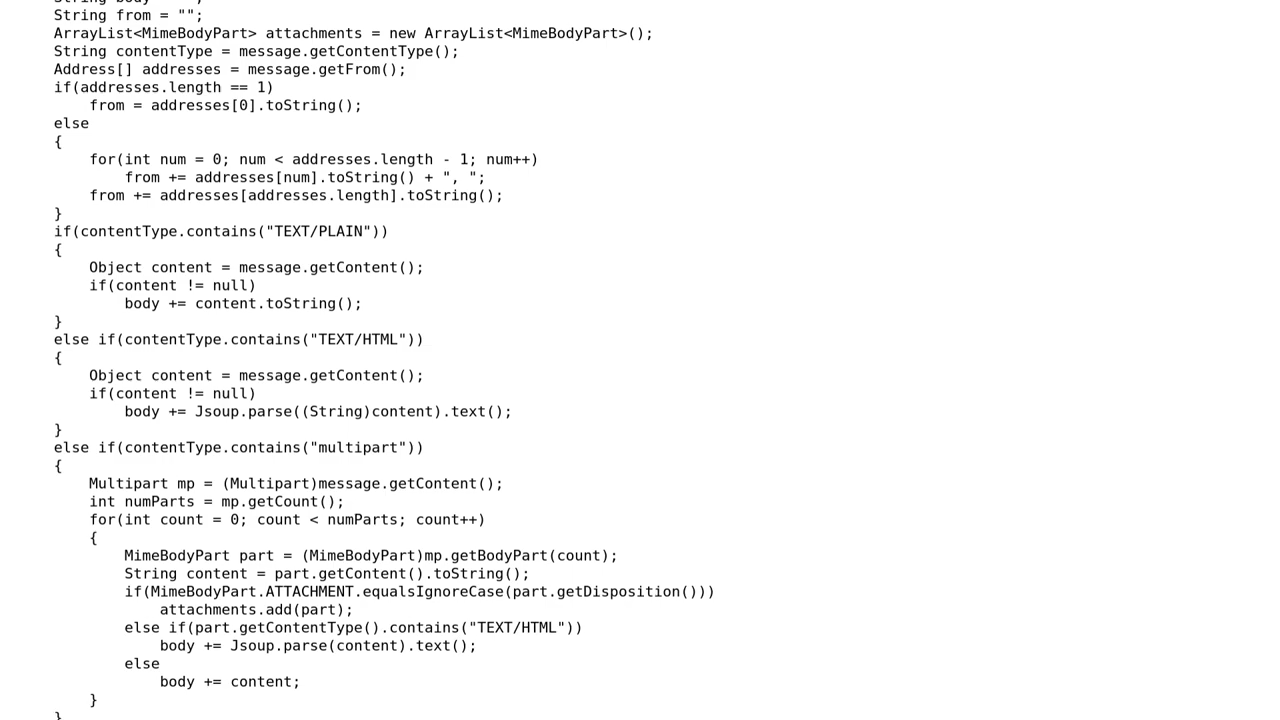 String from = "";
ArrayList<MimeBodyPart> attachments = new ArrayList<MimeBodyPart>();
String contentType = message.getContentType();
Address[] addresses = message.getFrom();
if(addresses.length == 1)
    from = addresses[0].toString();
else
{
    for(int num = 0; num < addresses.length - 1; num++)
        from += addresses[num].toString() + ", ";
    from += addresses[addresses.length].toString();
}
if(contentType.contains("TEXT/PLAIN"))
{
    Object content = message.getContent();
    if(content != null)
        body += content.toString();
}
else if(contentType.contains("TEXT/HTML"))
{
    Object content = message.getContent();
    if(content != null)
        body += Jsoup.parse((String)content).text();
}
else if(contentType.contains("multipart"))
{
    Multipart mp = (Multipart)message.getContent();
    int numParts = mp.getCount();
    for(int count = 0; count < numParts; count++)
    {
        MimeBodyPart part = (MimeBodyPart)mp.getBodyPart(count);
        String content = part.getContent().toString();
        if(MimeBodyPart.ATTACHMENT.equalsIgnoreCase(part.getDisposition()))
            attachments.add(part);
        else if(part.getContentType().contains("TEXT/HTML"))
            body += Jsoup.parse(content).text();
        else
            body += content;
    }
}